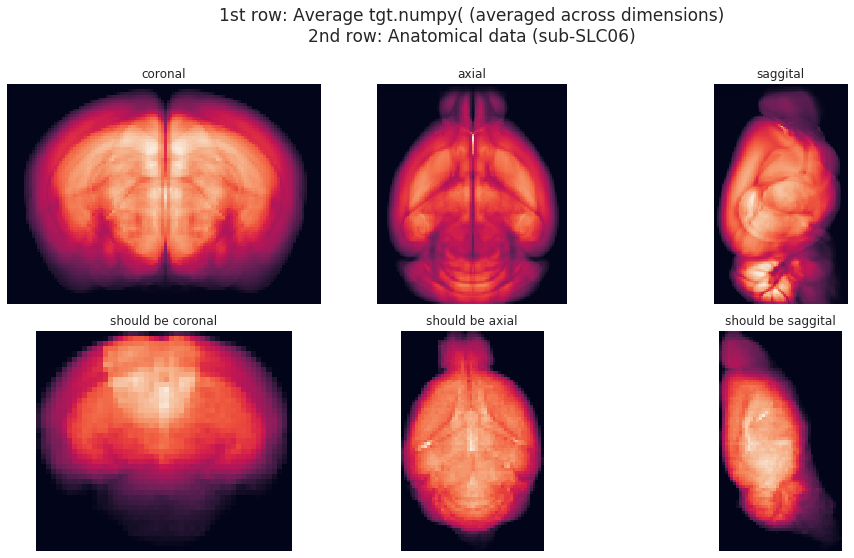 1st row: Average tgt.numpy( (averaged across dimensions)
2nd row: Anatomical data (sub-SLC06)
coronal
axial
saggital
should be coronal
should be axial
should be saggital